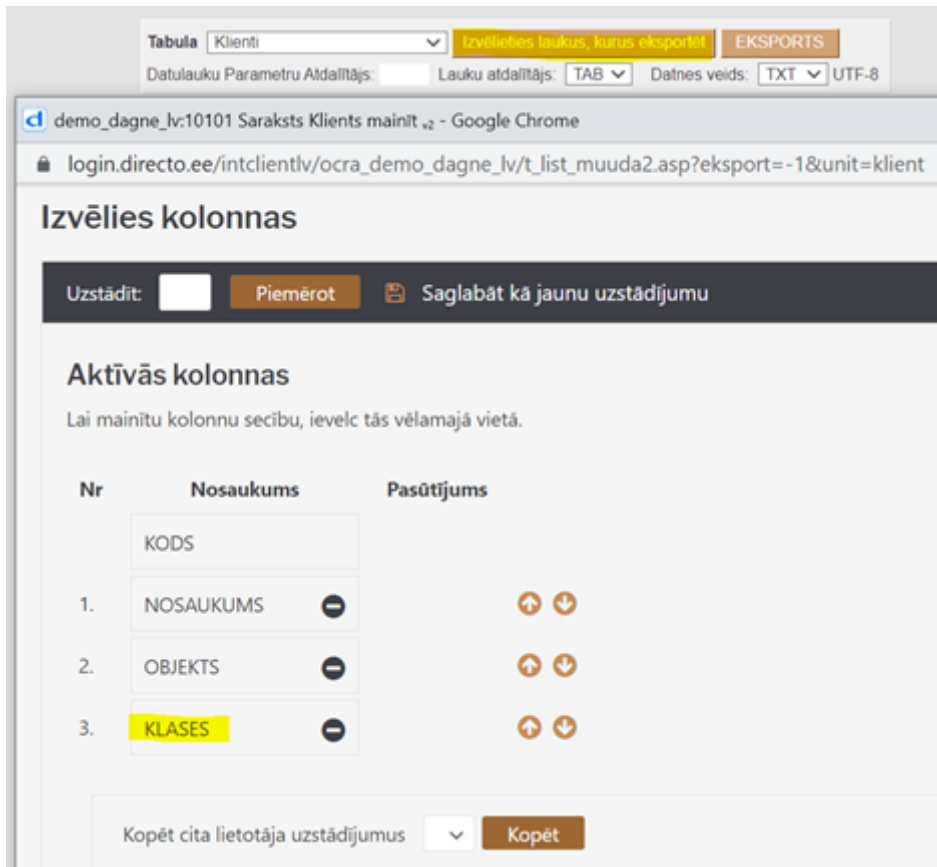 Tabula Klienti Izvēlieties laukus, kurus eksportēt EKSPORTS
Datulauku Parametru Atdalītājs: Lauku atdalītājs: TAB Datnes veids: TXT UTF-8
demo_dagne_lv:10101 Saraksts Klients mainīt v2 - Google Chrome
login.directo.ee/intclientlv/ocra_demo_dagne_lv/t_list_muuda2.asp?eksport=-1&unit=klient
Izvēlies kolonnas
Uzstādīt: Piemērot Saglabāt kā jaunu uzstādījumu
Aktīvās kolonnas
Lai mainītu kolonnu secību, ievelc tās vēlamajā vietā.
Nr Nosaukums Pasūtījums
KODS
1. NOSAUKUMS
2. OBJEKTS
3. KLASES
Kopēt cita lietotāja uzstādījumus Kopēt